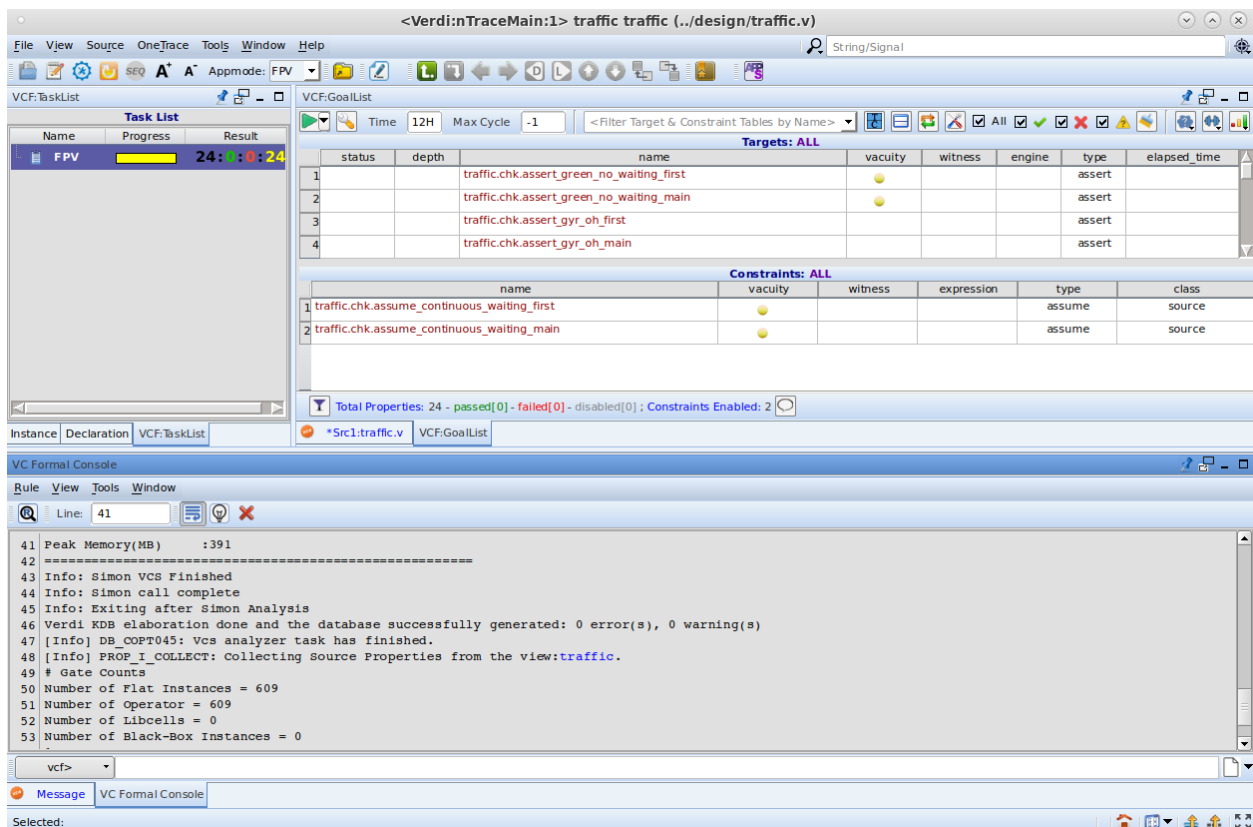 <Verdi:nTraceMain:1> traffic traffic (../design/traffic.v)
File View Source OneTrace Tools Window Help
String/Signal
SEQ A+ A- Appmode: FPV
APPS
VCF:TaskList
VCF:GoalList
Task List
Name Progress Result
FPV 24:0:0:24
Time 12H Max Cycle -1 <Filter Target & Constraint Tables by Name> All
Targets: ALL
status depth name vacuity witness engine type elapsed_time
1 traffic.chk.assert_green_no_waiting_first assert
2 traffic.chk.assert_green_no_waiting_main assert
3 traffic.chk.assert_gyr_oh_first assert
4 traffic.chk.assert_gyr_oh_main assert
Constraints: ALL
name vacuity witness expression type class
1 traffic.chk.assume_continuous_waiting_first assume source
2 traffic.chk.assume_continuous_waiting_main assume source
Total Properties: 24 - passed[0] - failed[0] - disabled[0] ; Constraints Enabled: 2
Instance Declaration VCF:TaskList
*Src1:traffic.v VCF:GoalList
VC Formal Console
Rule View Tools Window
Line: 41
41 Peak Memory(MB) :391
42 =======================================================
43 Info: Simon VCS Finished
44 Info: Simon call complete
45 Info: Exiting after Simon Analysis
46 Verdi KDB elaboration done and the database successfully generated: 0 error(s), 0 warning(s)
47 [Info] DB_COPT045: Vcs analyzer task has finished.
48 [Info] PROP_I_COLLECT: Collecting Source Properties from the view:traffic.
49 # Gate Counts
50 Number of Flat Instances = 609
51 Number of Operator = 609
52 Number of Libcells = 0
53 Number of Black-Box Instances = 0
vcf>
Message VC Formal Console
Selected: